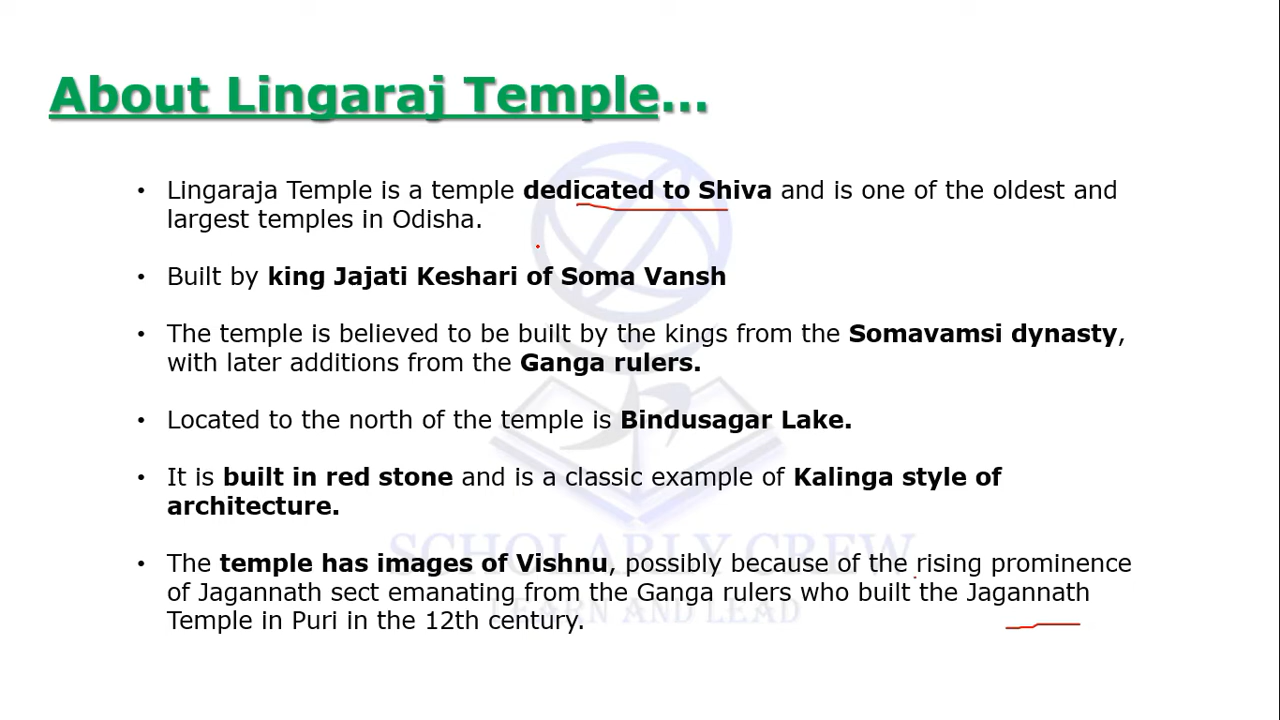 About Lingaraj Temple...
• Lingaraja Temple is a temple dedicated to Shiva and is one of the oldest and
largest temples in Odisha.
• Built by king Jajati Keshari of Soma Vansh
• The temple is believed to be built by the kings from the Somavamsi dynasty,
with later additions from the Ganga rulers.
• Located to the north of the temple is Bindusagar Lake.
• It is built in red stone and is a classic example of Kalinga style of
architecture.
SCHOLARLY CREW
• The temple has images of Vishnu, possibly because of the rising prominence
of Jagannath sect emanating from the Ganga rulers who built the Jagannath
LEARN AND LEAD
Temple in Puri in the 12th century.